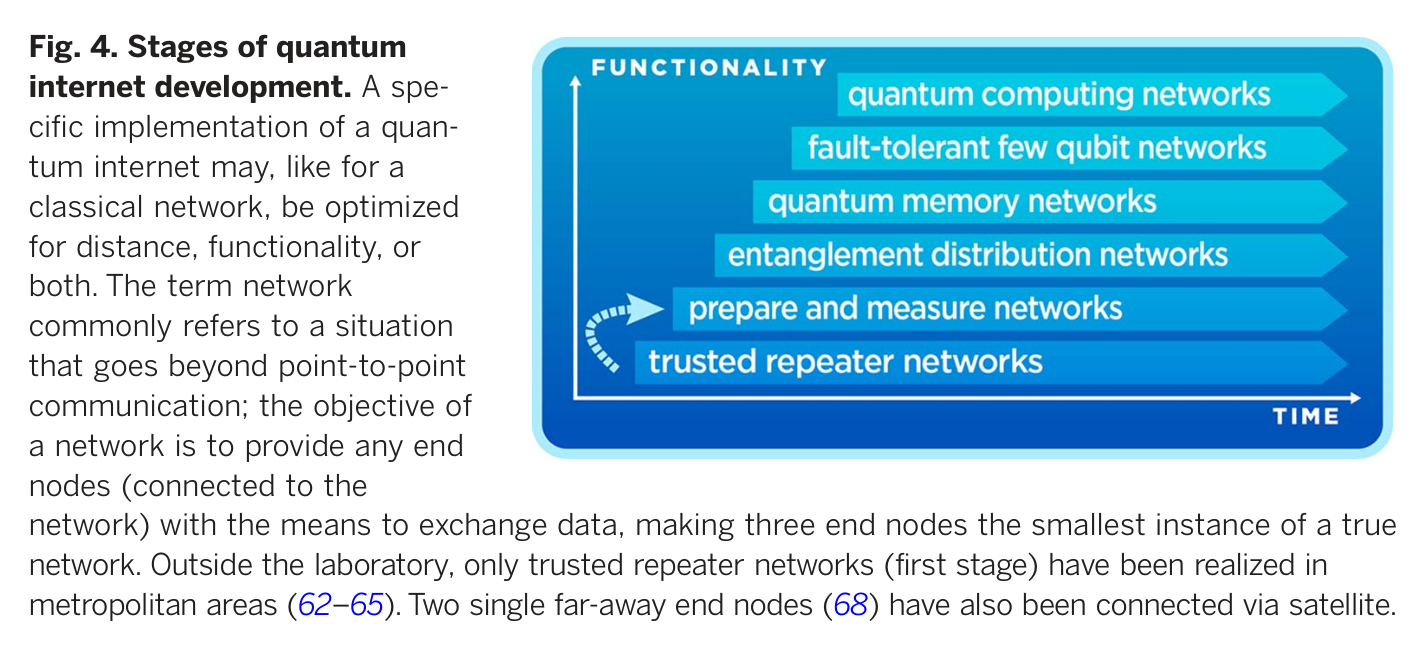 Fig. 4. Stages of quantum
internet development. A spe-
cific implementation of a quan-
tum internet may, like for a
classical network, be optimized
for distance, functionality, or
both. The term network
commonly refers to a situation
that goes beyond point-to-point
communication; the objective of
a network is to provide any end
nodes (connected to the
network) with the means to exchange data, making three end nodes the smallest instance of a true
network. Outside the laboratory, only trusted repeater networks (first stage) have been realized in
metropolitan areas (62–65). Two single far-away end nodes (68) have also been connected via satellite.
FUNCTIONALITY
quantum computing networks
fault-tolerant few qubit networks
quantum memory networks
entanglement distribution networks
prepare and measure networks
trusted repeater networks
TIME